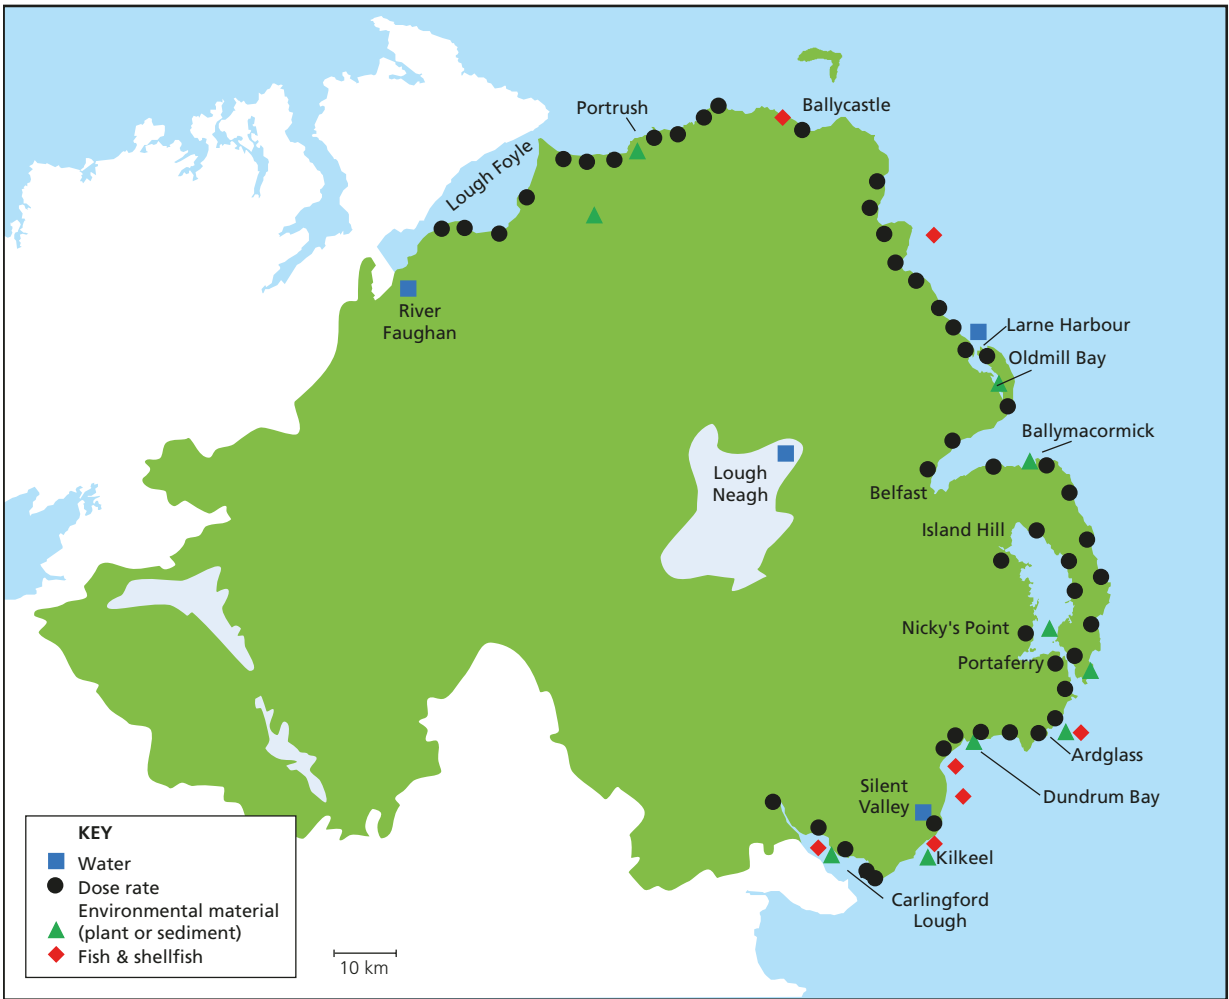 Portrush
Ballycastle
Lough Foyle
River
Faughan
Larne Harbour
Oldmill Bay
Ballymacormick
Lough
Neagh
Belfast
Island Hill
Nicky's Point
Portaferry
Ardglass
Silent
Valley
Dundrum Bay
Kilkeel
Carlingford
Lough
KEY
Water
Dose rate
Environmental material
(plant or sediment)
Fish & shellfish
10 km